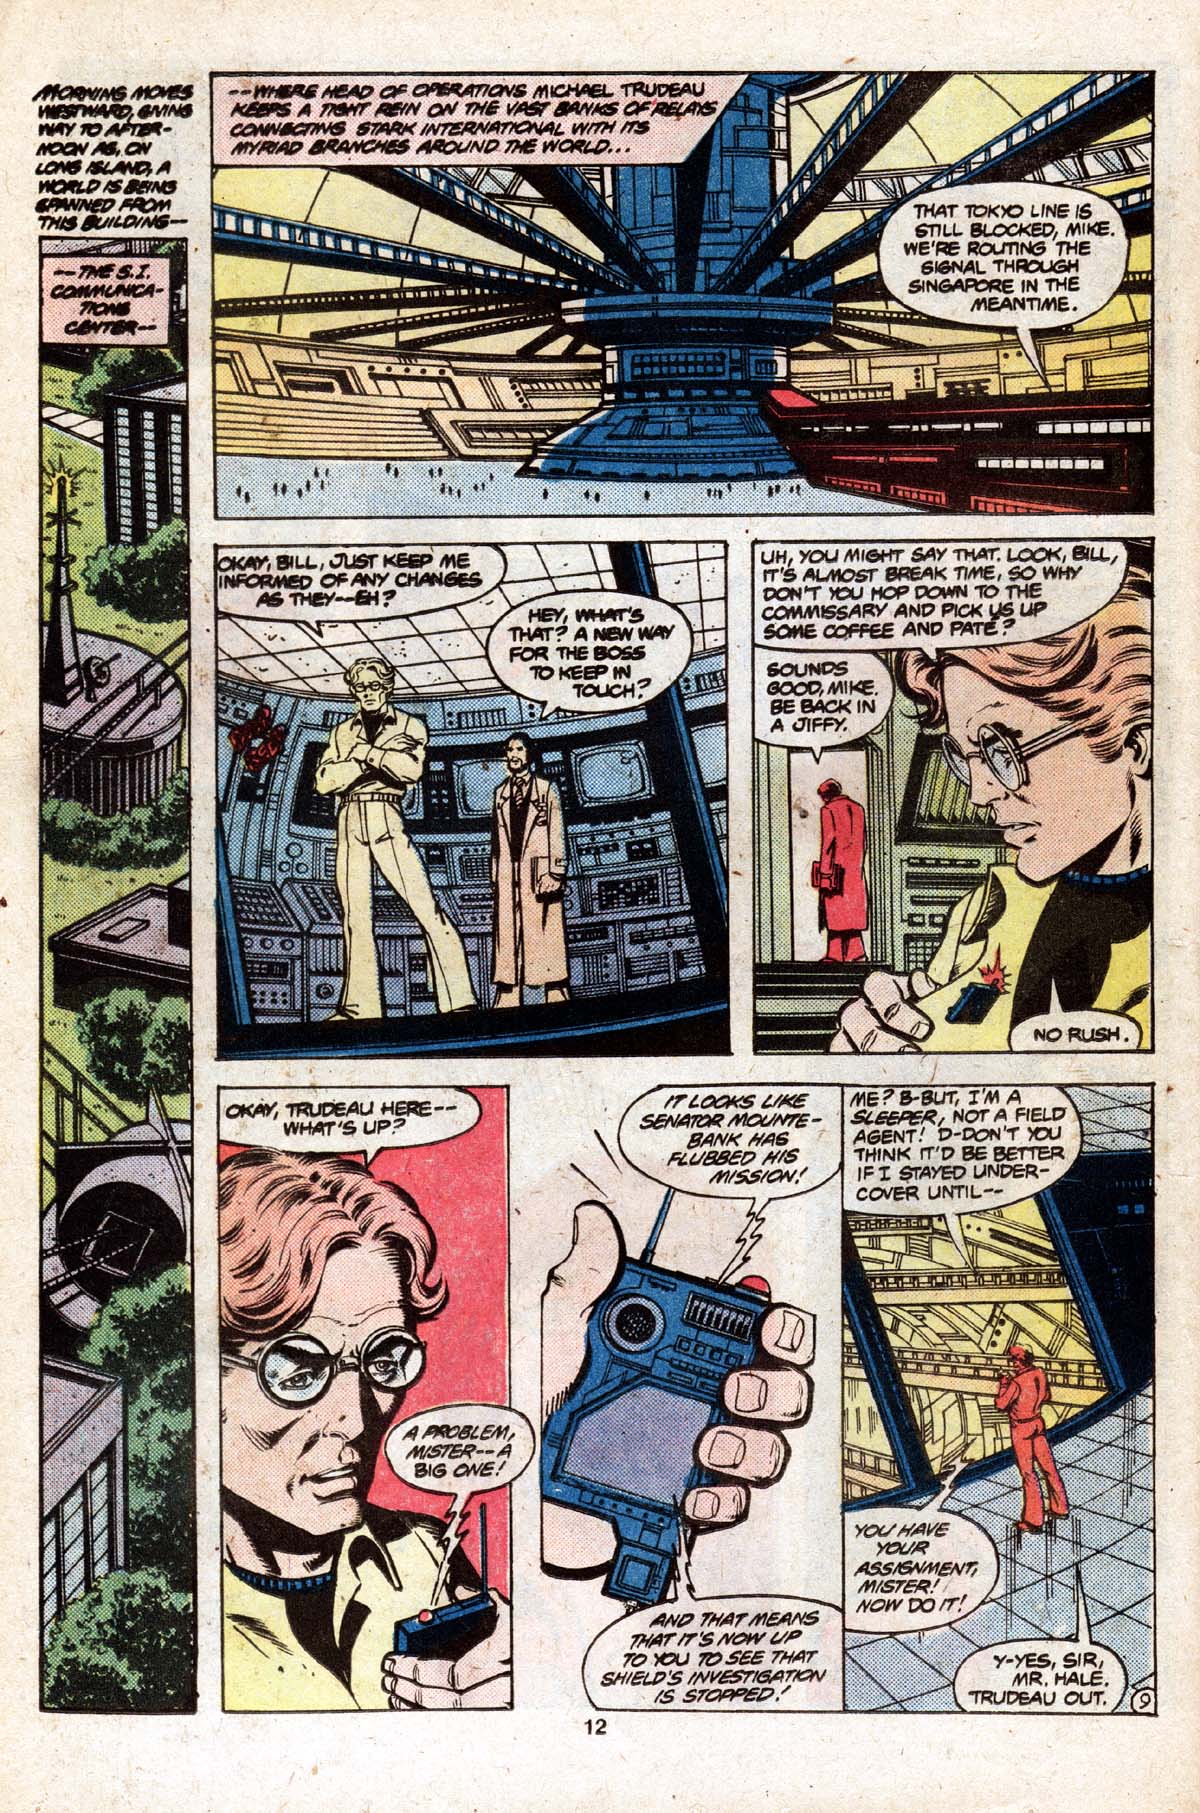 MORNING MOVES
WESTWARD, GIVING
WAY TO AFTER-
NOON AS, ON
LONG ISLAND, A
WORLD IS BEING
SPANNED FROM
THIS BUILDING--
--THE S.I.
COMMUNICA-
TIONS
CENTER--
--WHERE HEAD OF OPERATIONS MICHAEL TRUDEAU
KEEPS A TIGHT REIN ON THE VAST BANKS OF RELAYS
CONNECTING STARK INTERNATIONAL WITH ITS
MYRIAD BRANCHES AROUND THE WORLD...
THAT TOKYO LINE IS
STILL BLOCKED, MIKE.
WE'RE ROUTING THE
SIGNAL THROUGH
SINGAPORE IN THE
MEANTIME.
OKAY, BILL, JUST KEEP ME
INFORMED OF ANY CHANGES
AS THEY--EH?
BZZZ
BZZZ
HEY, WHAT'S
THAT? A NEW WAY
FOR THE BOSS
TO KEEP IN
TOUCH?
UH, YOU MIGHT SAY THAT. LOOK, BILL,
IT'S ALMOST BREAK TIME, SO WHY
DON'T YOU HOP DOWN TO THE
COMMISSARY AND PICK US UP
SOME COFFEE AND PATÉ?
SOUNDS
GOOD, MIKE.
BE BACK IN
A JIFFY.
NO RUSH.
OKAY, TRUDEAU HERE--
WHAT'S UP?
A PROBLEM,
MISTER--A
BIG ONE!
IT LOOKS LIKE
SENATOR MOUNTE-
BANK HAS
FLUBBED HIS
MISSION!
AND THAT MEANS
THAT IT'S NOW UP
TO YOU TO SEE THAT
SHIELD'S INVESTIGATION
IS STOPPED!
ME? B-BUT, I'M A
SLEEPER, NOT A FIELD
AGENT! D-DON'T YOU
THINK IT'D BE BETTER
IF I STAYED UNDER-
COVER UNTIL--
YOU HAVE
YOUR
ASSIGNMENT,
MISTER!
NOW DO IT!
Y-YES, SIR,
MR. HALE.
TRUDEAU OUT.
9
12